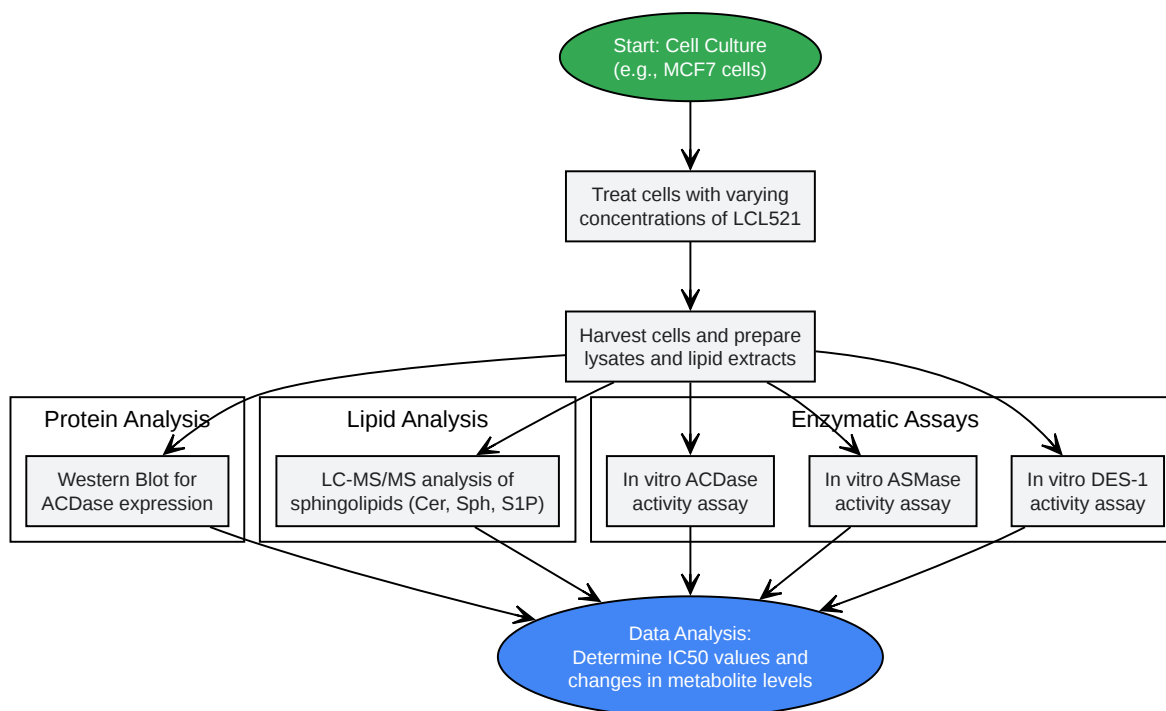 Start: Cell Culture
(e.g., MCF7 cells)
Treat cells with varying
concentrations of LCL521
Harvest cells and prepare
lysates and lipid extracts
Protein Analysis
Western Blot for
ACDase expression
Lipid Analysis
LC-MS/MS analysis of
sphingolipids (Cer, Sph, S1P)
Enzymatic Assays
In vitro ACDase
activity assay
In vitro ASMase
activity assay
In vitro DES-1
activity assay
Data Analysis:
Determine IC50 values and
changes in metabolite levels